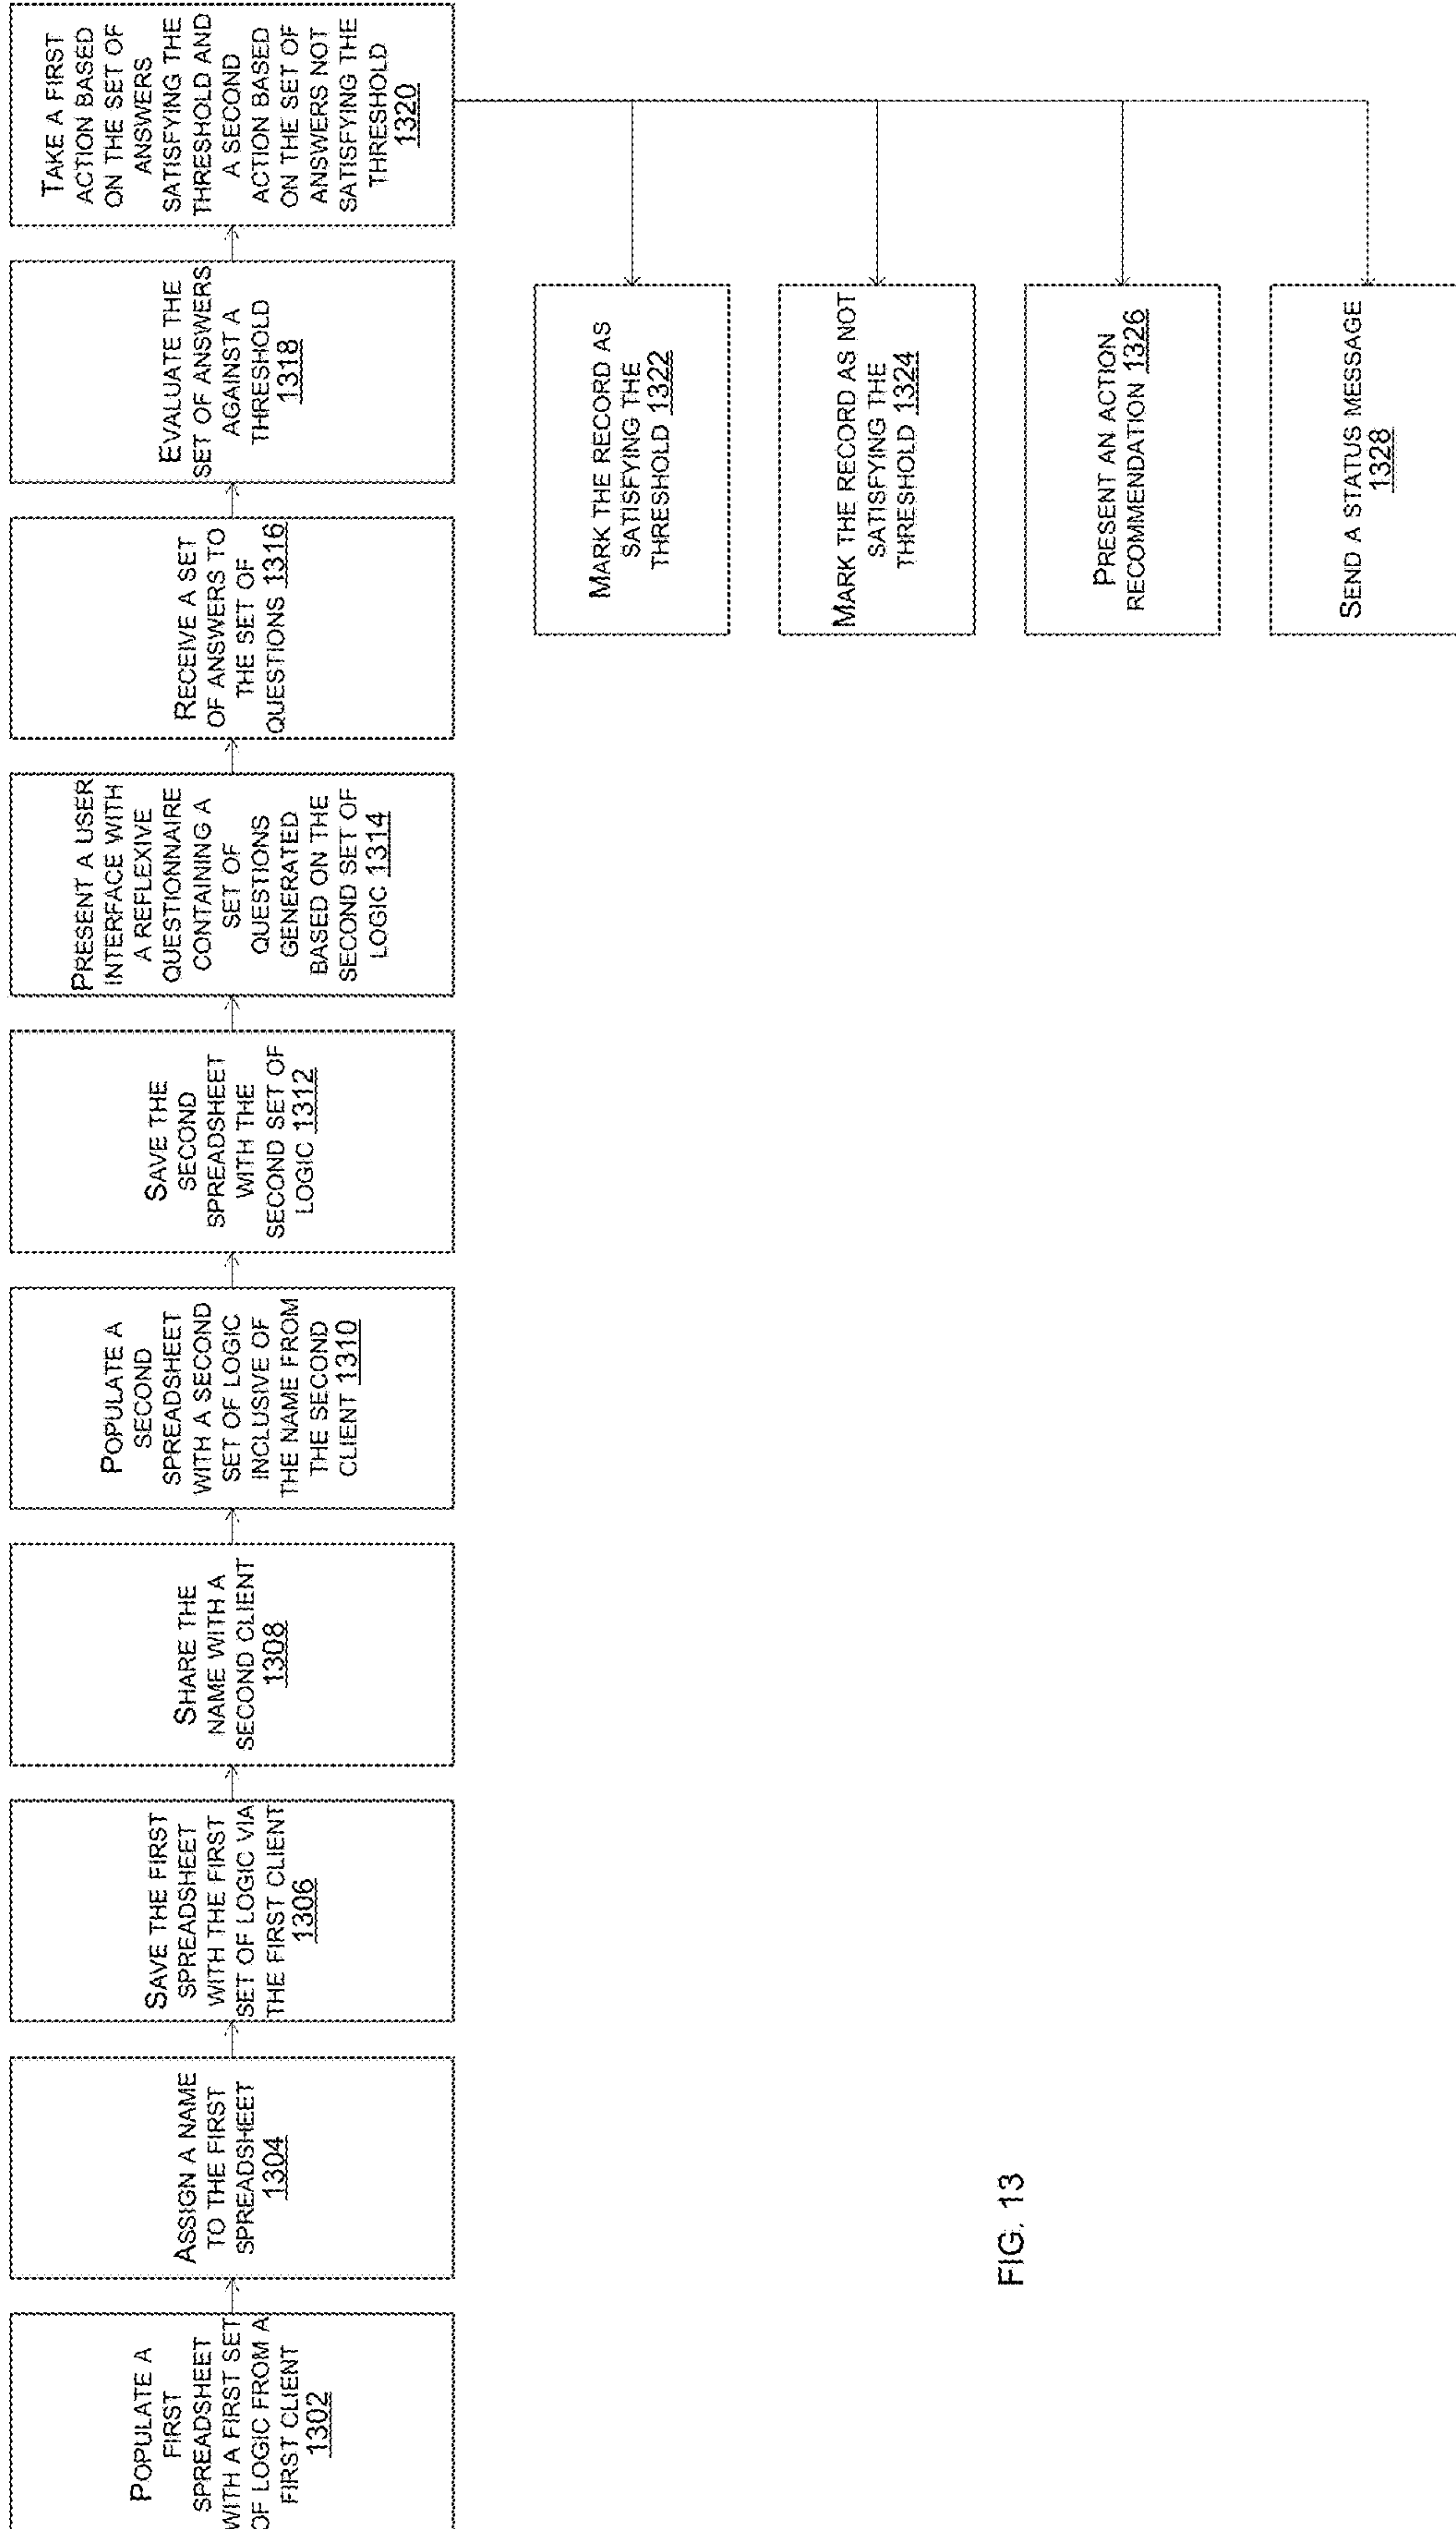 POPULATE A
FIRST
SPREADSHEET
WITH A FIRST SET
OF LOGIC FROM A
FIRST CLIENT
1302
ASSIGN A NAME
TO THE FIRST
SPREADSHEET
1304
SAVE THE FIRST
SPREADSHEET
WITH THE FIRST
SET OF LOGIC VIA
THE FIRST CLIENT
1306
SHARE THE
NAME WITH A
SECOND CLIENT
1308
POPULATE A
SECOND
SPREADSHEET
WITH A SECOND
SET OF LOGIC
INCLUSIVE OF
THE NAME FROM
THE SECOND
CLIENT 1310
SAVE THE
SECOND
SPREADSHEET
WITH THE
SECOND SET OF
LOGIC 1312
PRESENT A USER
INTERFACE WITH
A REFLEXIVE
QUESTIONNAIRE
CONTAINING A
SET OF
QUESTIONS
GENERATED
BASED ON THE
SECOND SET OF
LOGIC 1314
RECEIVE A SET
OF ANSWERS TO
THE SET OF
QUESTIONS 1316
EVALUATE THE
SET OF ANSWERS
AGAINST A
THRESHOLD
1318
TAKE A FIRST
ACTION BASED
ON THE SET OF
ANSWERS
SATISFYING THE
THRESHOLD AND
A SECOND
ACTION BASED
ON THE SET OF
ANSWERS NOT
SATISFYING THE
THRESHOLD
1320
MARK THE RECORD AS
SATISFYING THE
THRESHOLD 1322
MARK THE RECORD AS NOT
SATISFYING THE
THRESHOLD 1324
PRESENT AN ACTION
RECOMMENDATION 1326
SEND A STATUS MESSAGE
1328
FIG. 13